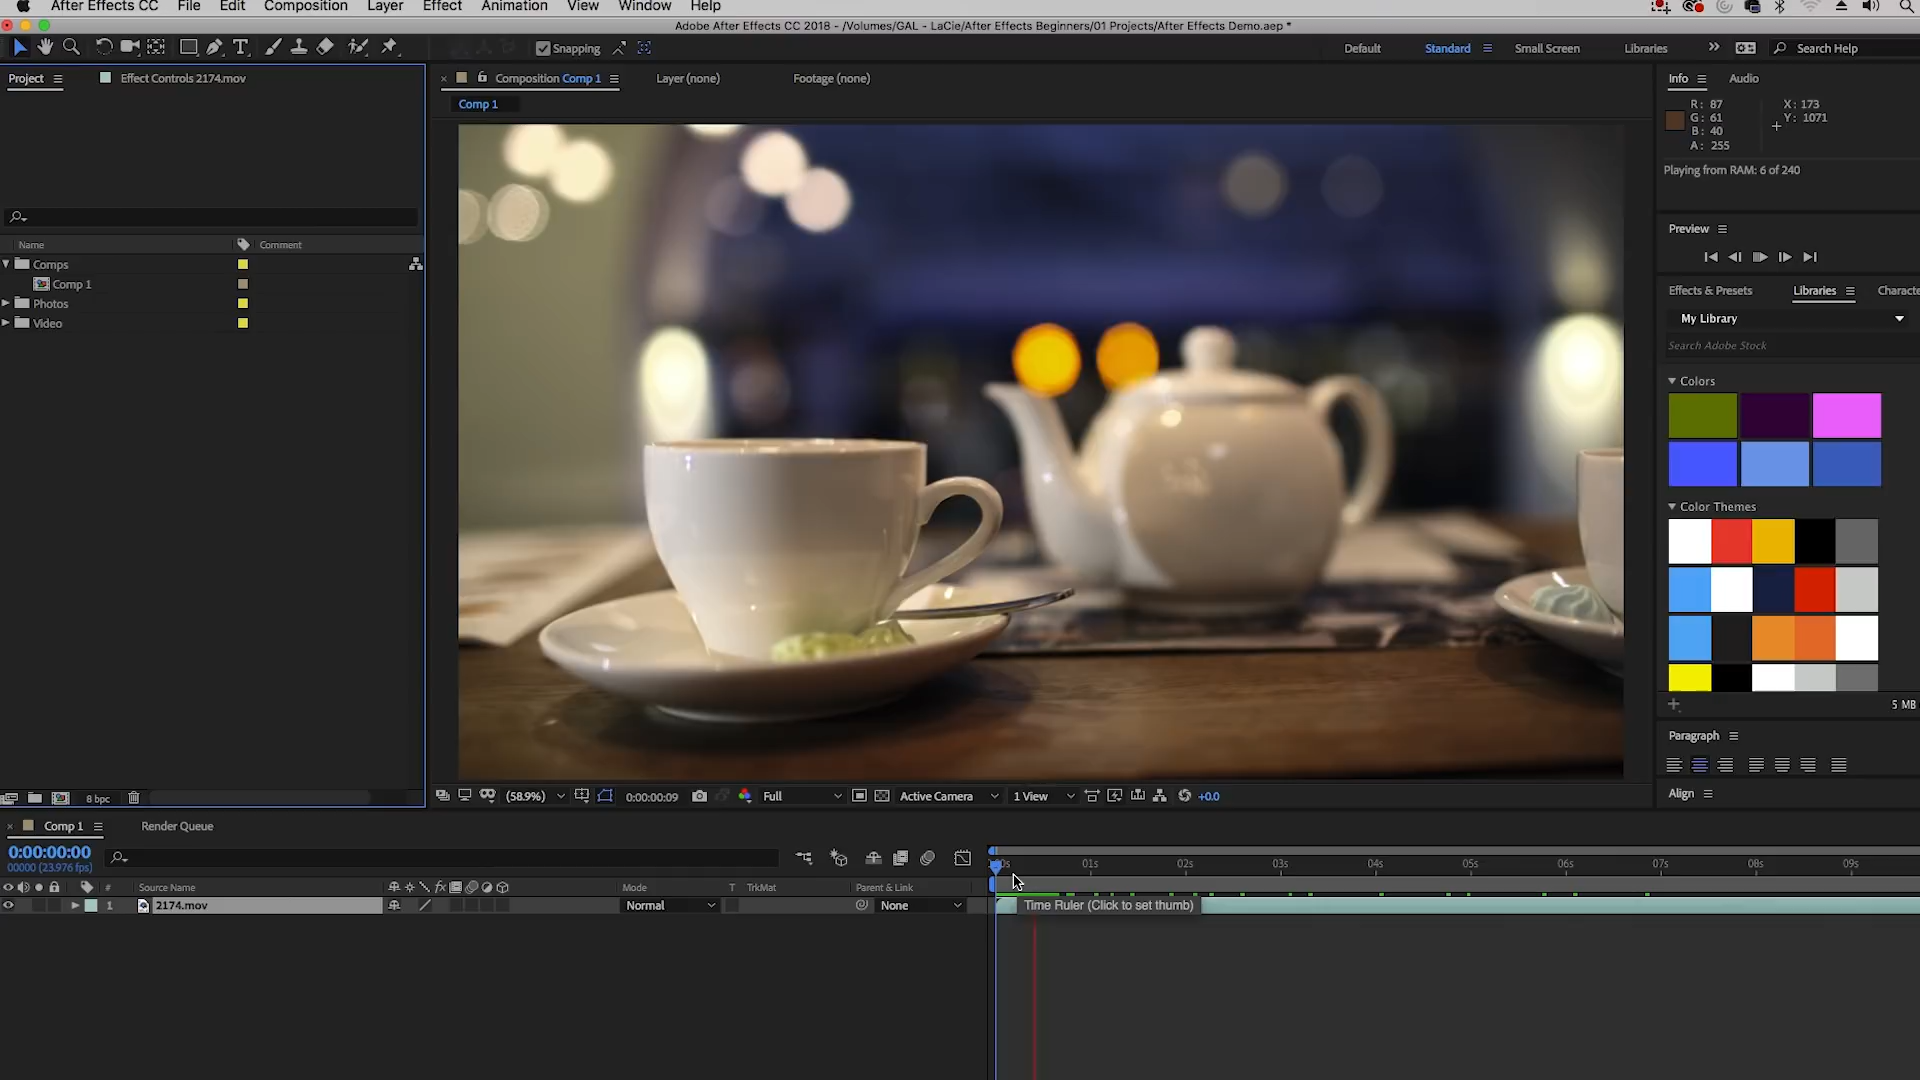 After Effects CC File Edit Composition Layer Effect Animation View Window Help
Adobe After Effects CC 2018 - /Volumes/GAL - LaCie/After Effects Beginners/01 Projects/After Effects Demo.aep *
Snapping
Default Standard Small Screen Libraries Search Help
Project Effect Controls 2174.mov
Composition Comp 1 Layer (none) Footage (none)
Comp 1
Info Audio
R: 87 X: 173
G: 61 Y: 1071
B: 40
A: 255
Playing from RAM: 6 of 240
Preview
Effects & Presets Libraries Characte
My Library
Search Adobe Stock
Colors
Color Themes
5 MB
Paragraph
Align
Name Comment
Comps
Comp 1
Photos
Video
8 bpc
(58.9%) 0:00:00:09 Full Active Camera 1 View +0.0
Comp 1 Render Queue
0:00:00:00
00000 (23.976 fps)
00s 01s 02s 03s 04s 05s 06s 07s 08s 09s
# Source Name fx Mode T TrkMat Parent & Link
1 2174.mov Normal None
Time Ruler (Click to set thumb)